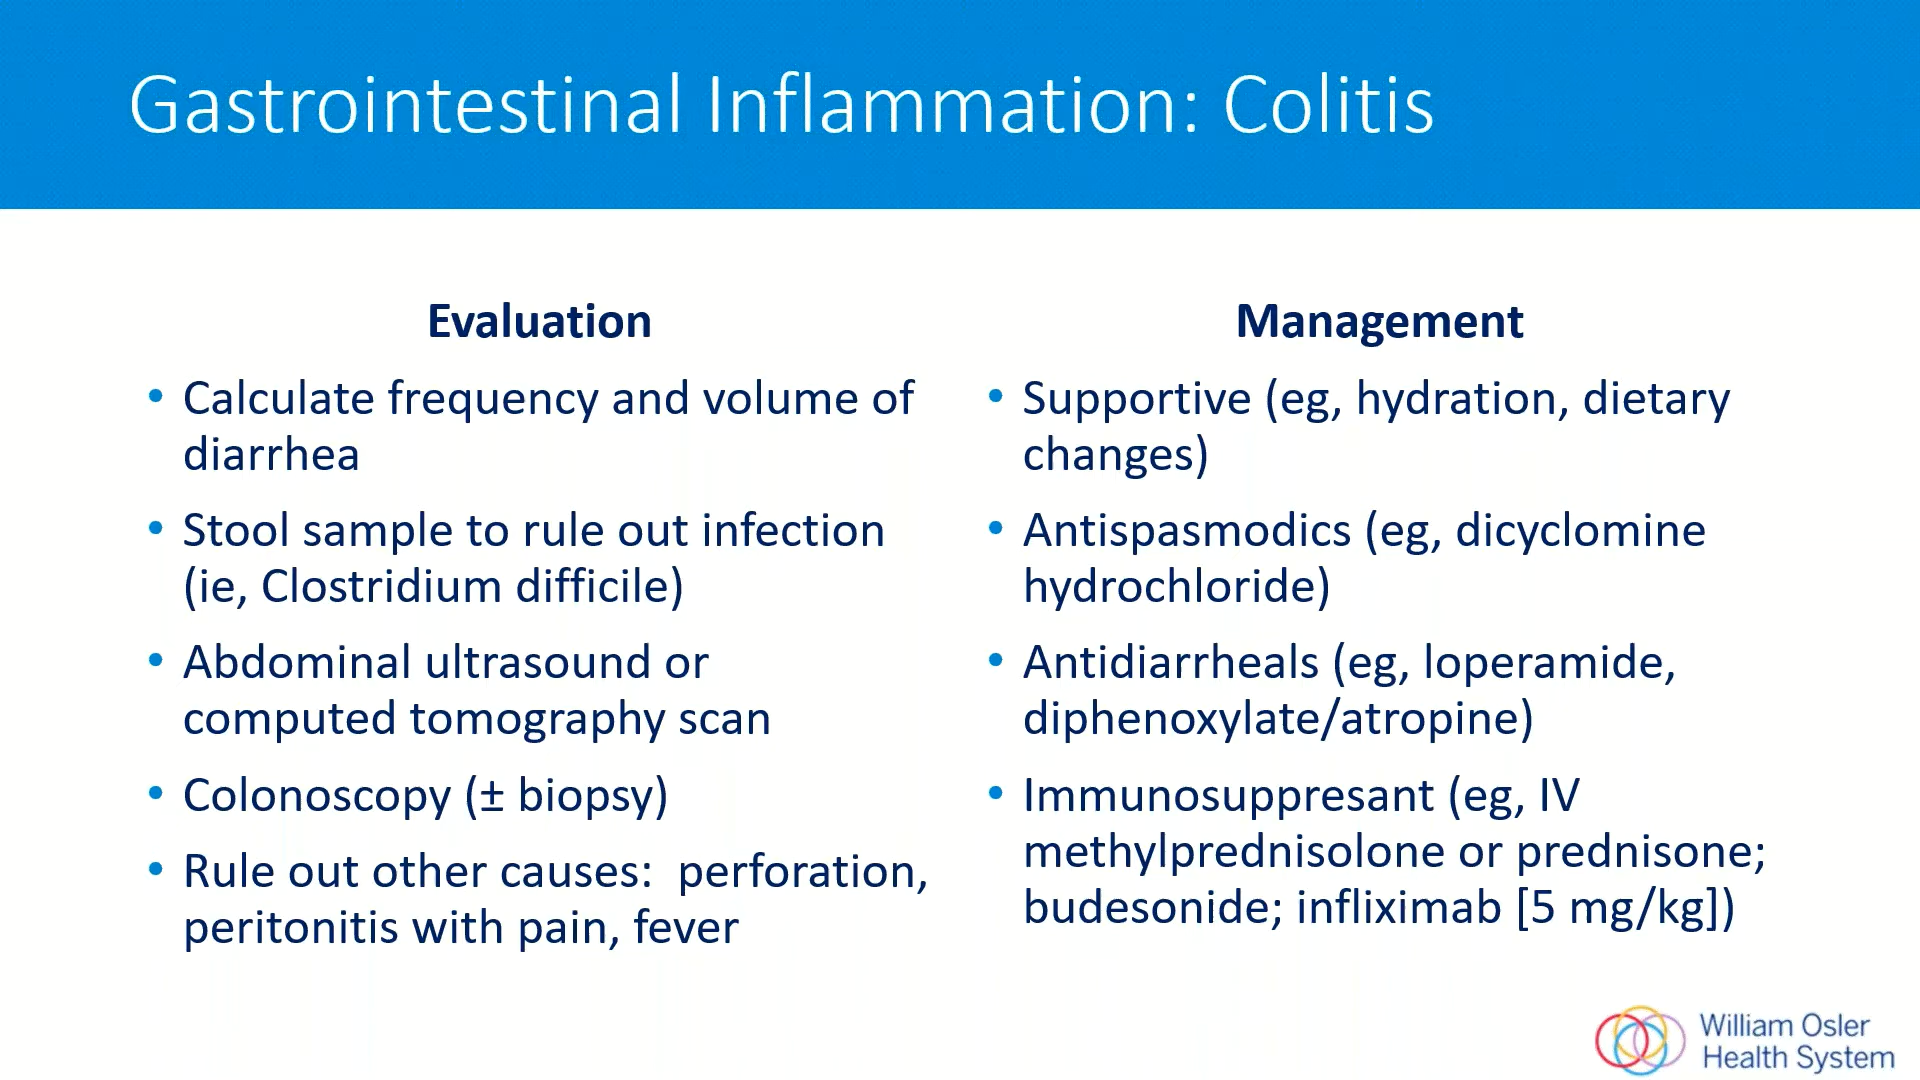 Gastrointestinal Inflammation: Colitis
Evaluation
• Calculate frequency and volume of
diarrhea
• Stool sample to rule out infection
(ie, Clostridium difficile)
• Abdominal ultrasound or
computed tomography scan
• Colonoscopy (± biopsy)
• Rule out other causes:  perforation,
peritonitis with pain, fever
Management
• Supportive (eg, hydration, dietary
changes)
• Antispasmodics (eg, dicyclomine
hydrochloride)
• Antidiarrheals (eg, loperamide,
diphenoxylate/atropine)
• Immunosuppresant (eg, IV
methylprednisolone or prednisone;
budesonide; infliximab [5 mg/kg])
William Osler
Health System